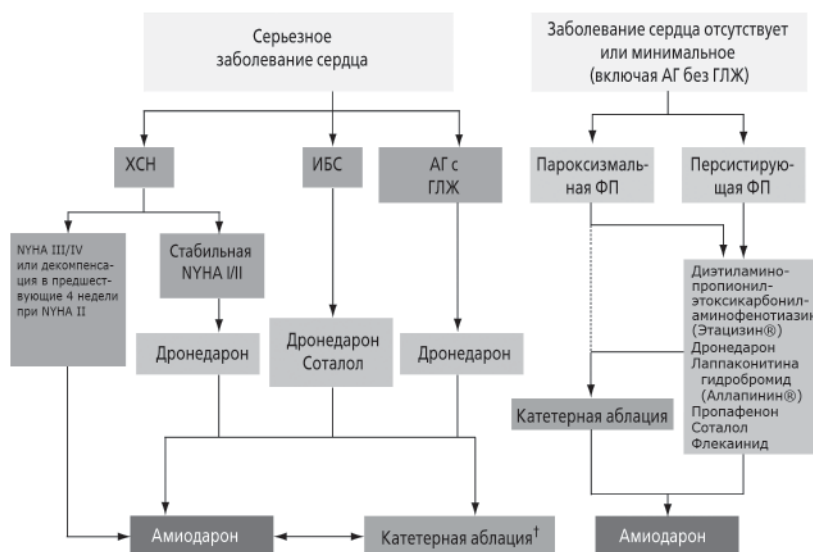 Серьезное
заболевание сердца
Заболевание сердца отсутствует
или минимальное
(включая АГ без ГЛЖ)
ХСН
ИБС
АГ с
ГЛЖ
Пароксизмаль-
ная ФП
Персистирую-
щая ФП
NYHA III/IV
или декомпенса-
ция в предшест-
вующие 4 недели
при NYHA II
Стабильная
NYHA I/II
Дронедарон
Дронедарон
Соталол
Дронедарон
Диэтиламино-
пропионил-
этоксикарбонил-
аминофенотиазин
(Этацизин®)
Дронедарон
Лаппаконитина
гидробромид
(Аллапинин®)
Пропафенон
Соталол
Флекаинид
Катетерная аблация
Амиодарон
Катетерная аблация†
Амиодарон